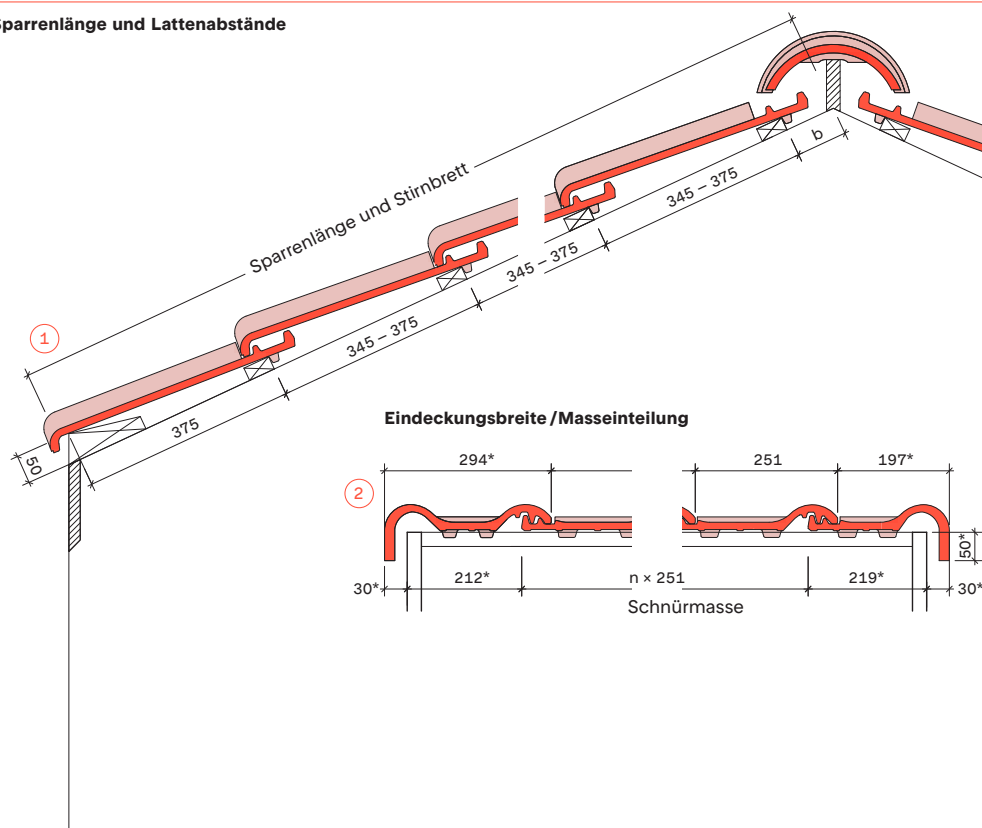 Sparrenlänge und Lattenabstände
Sparrenlänge und Stirnbrett
b
345 – 375
345 – 375
345 – 375
375
50
1
Eindeckungsbreite / Masseinteilung
294*
251
197*
2
50*
30*
212*
n × 251
219*
30*
Schnürmasse